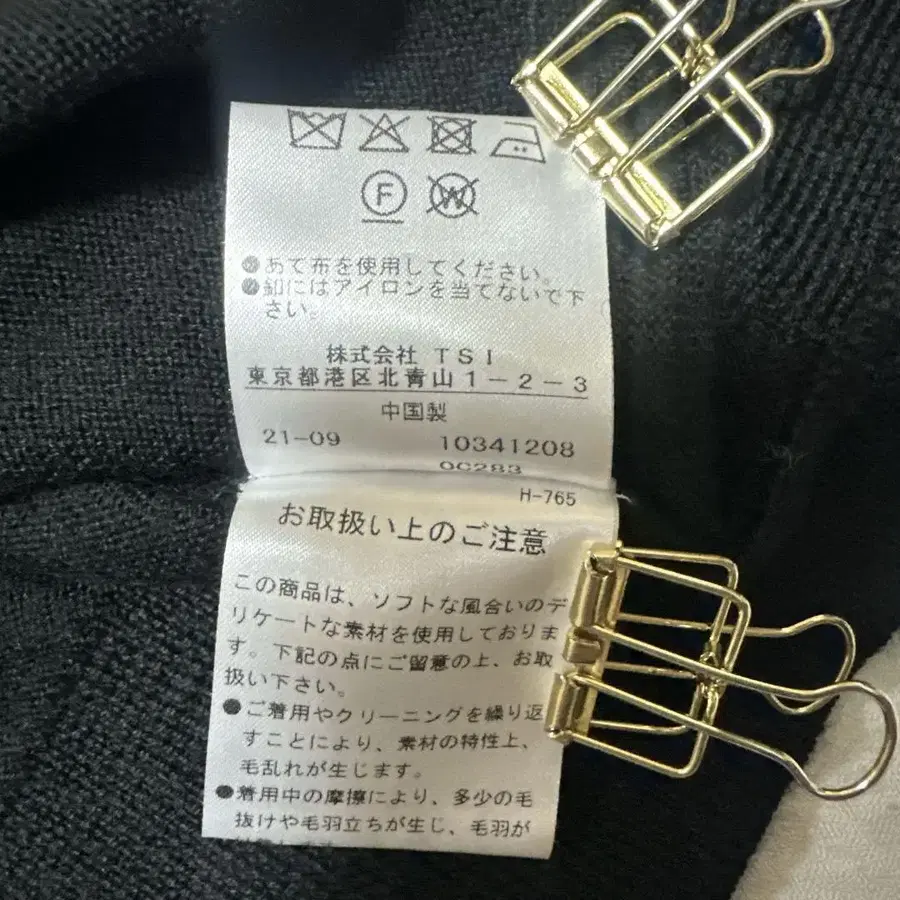 F W
●あて布を使用してください。
●釦にはアイロンを当てないで下
さい。
株式会社 TSI
東京都港区北青山1-2-3
中国製
21-09 10341208
0C283
H-765
お取扱い上のご注意
この商品は、ソフトな風合いのデ
リケートな素材を使用しておりま
す。下記の点にご留意の上、お取
扱い下さい。
●ご着用やクリーニングを繰り返
すことにより、素材の特性上、
毛乱れが生じます。
●着用中の摩擦により、多少の毛
抜けや毛羽立ちが生じ、毛羽が